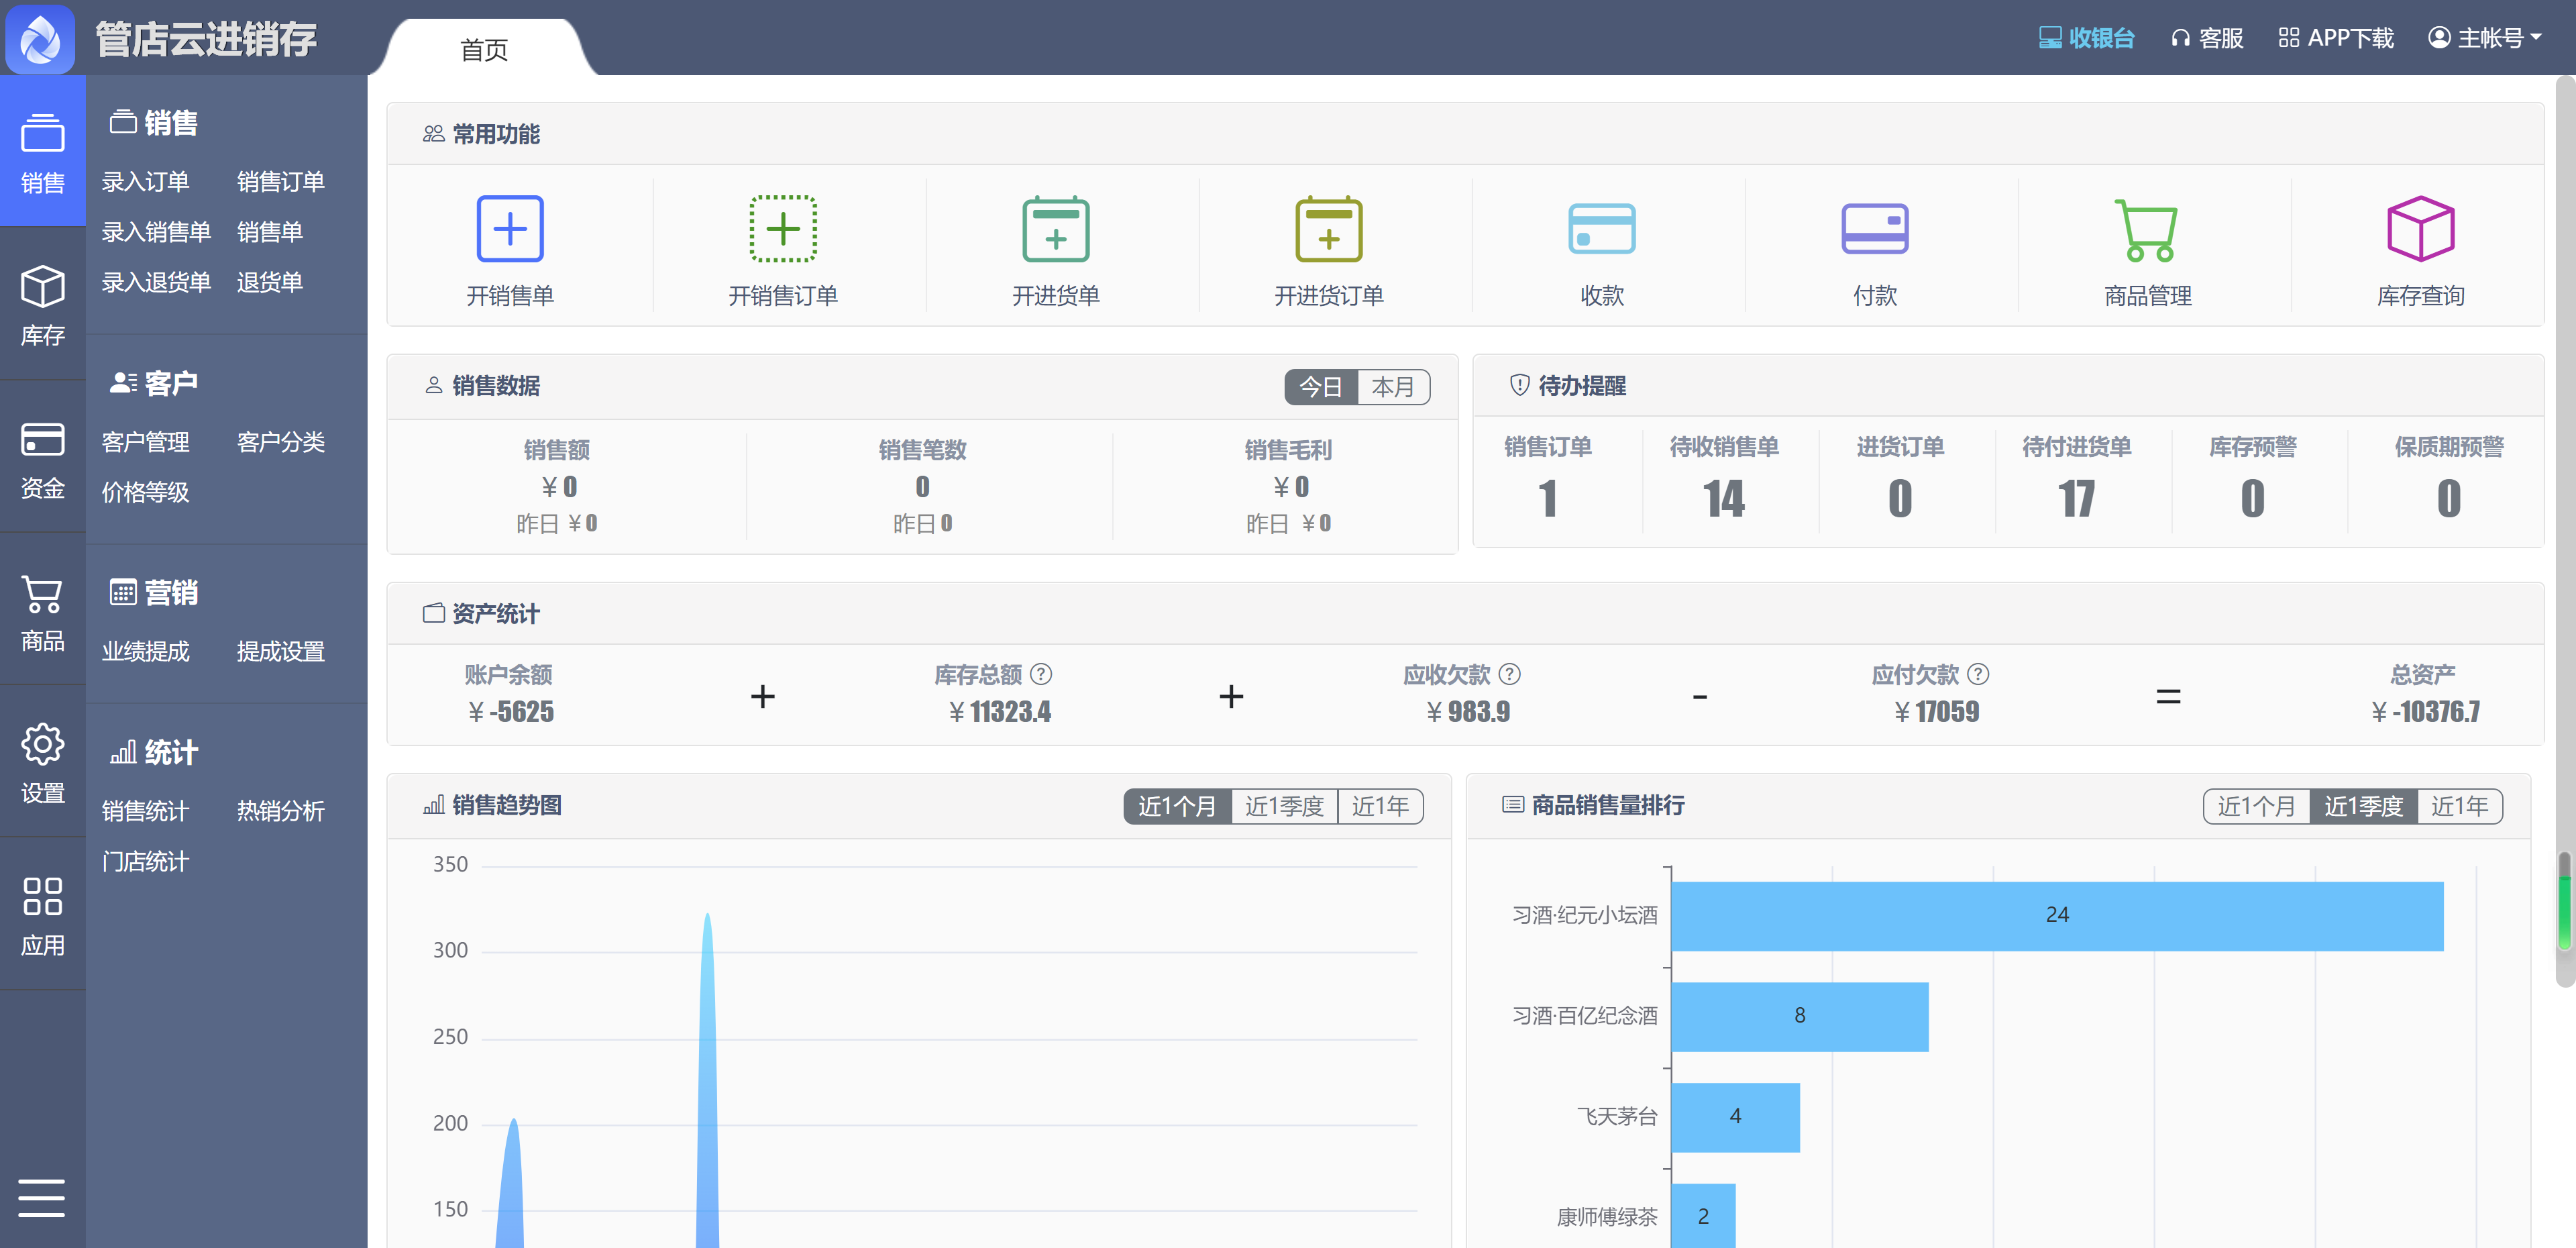 管店云进销存
首页
收银台 客服 APP下载 主帐号
销售
库存
资金
商品
设置
应用
销售
录入订单 销售订单
录入销售单 销售单
录入退货单 退货单
客户
客户管理 客户分类
价格等级
营销
业绩提成 提成设置
统计
销售统计 热销分析
门店统计
常用功能
开销售单 开销售订单 开进货单 开进货订单 收款 付款 商品管理 库存查询
销售数据 今日 本月
销售额 销售笔数 销售毛利
¥ 0 0 ¥ 0
昨日 ¥ 0 昨日 0 昨日 ¥ 0
待办提醒
销售订单 待收销售单 进货订单 待付进货单 库存预警 保质期预警
1 14 0 17 0 0
资产统计
账户余额 + 库存总额 ? + 应收欠款 ? - 应付欠款 ? = 总资产
¥ -5625 ¥ 11323.4 ¥ 983.9 ¥ 17059 ¥ -10376.7
销售趋势图 近1个月 近1季度 近1年
350
300
250
200
150
商品销售量排行 近1个月 近1季度 近1年
习酒·纪元小坛酒 24
习酒·百亿纪念酒 8
飞天茅台 4
康师傅绿茶 2